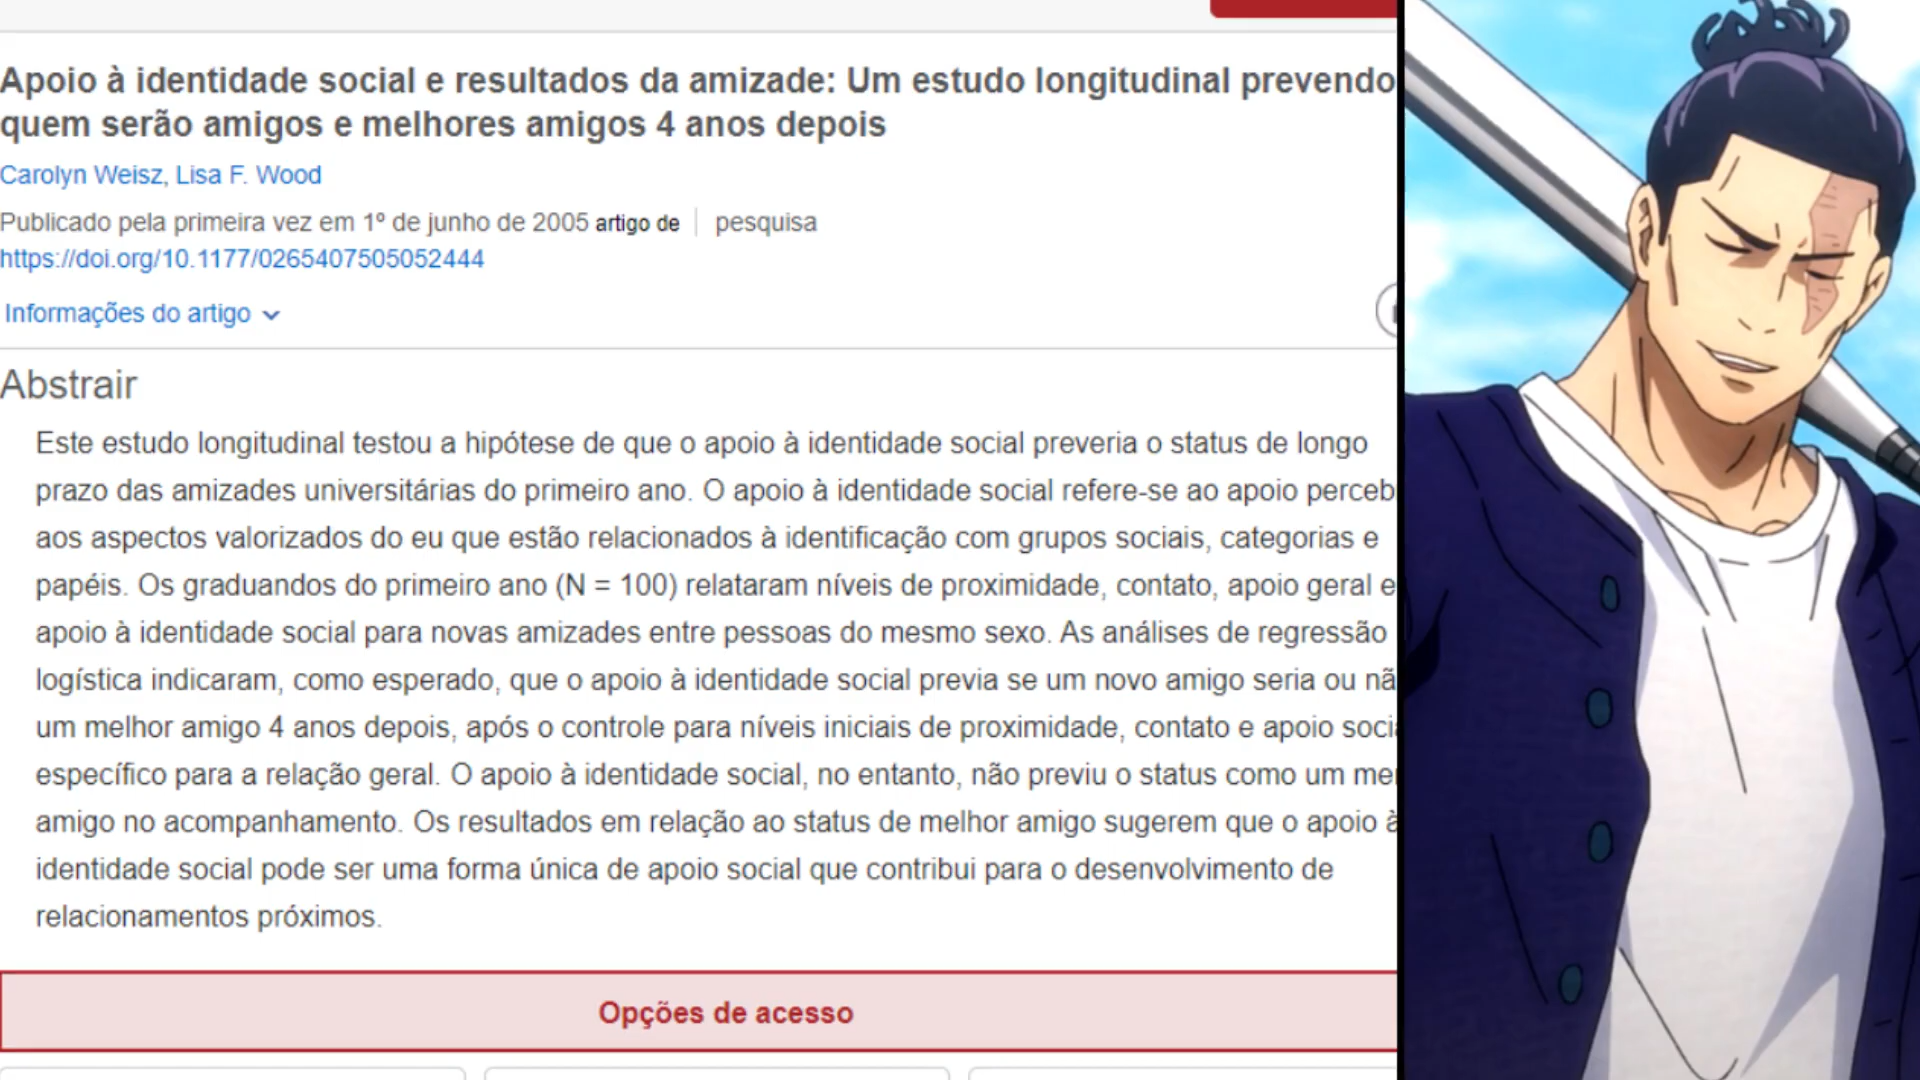 Apoio à identidade social e resultados da amizade: Um estudo longitudinal prevendo
quem serão amigos e melhores amigos 4 anos depois
Carolyn Weisz, Lisa F. Wood
Publicado pela primeira vez em 1º de junho de 2005 artigo de pesquisa
https://doi.org/10.1177/0265407505052444
Informações do artigo
Abstrair
Este estudo longitudinal testou a hipótese de que o apoio à identidade social preveria o status de longo
prazo das amizades universitárias do primeiro ano. O apoio à identidade social refere-se ao apoio perceb
aos aspectos valorizados do eu que estão relacionados à identificação com grupos sociais, categorias e
papéis. Os graduandos do primeiro ano (N = 100) relataram níveis de proximidade, contato, apoio geral e
apoio à identidade social para novas amizades entre pessoas do mesmo sexo. As análises de regressão
logística indicaram, como esperado, que o apoio à identidade social previa se um novo amigo seria ou nã
um melhor amigo 4 anos depois, após o controle para níveis iniciais de proximidade, contato e apoio soci
específico para a relação geral. O apoio à identidade social, no entanto, não previu o status como um me
amigo no acompanhamento. Os resultados em relação ao status de melhor amigo sugerem que o apoio à
identidade social pode ser uma forma única de apoio social que contribui para o desenvolvimento de
relacionamentos próximos.
Opções de acesso